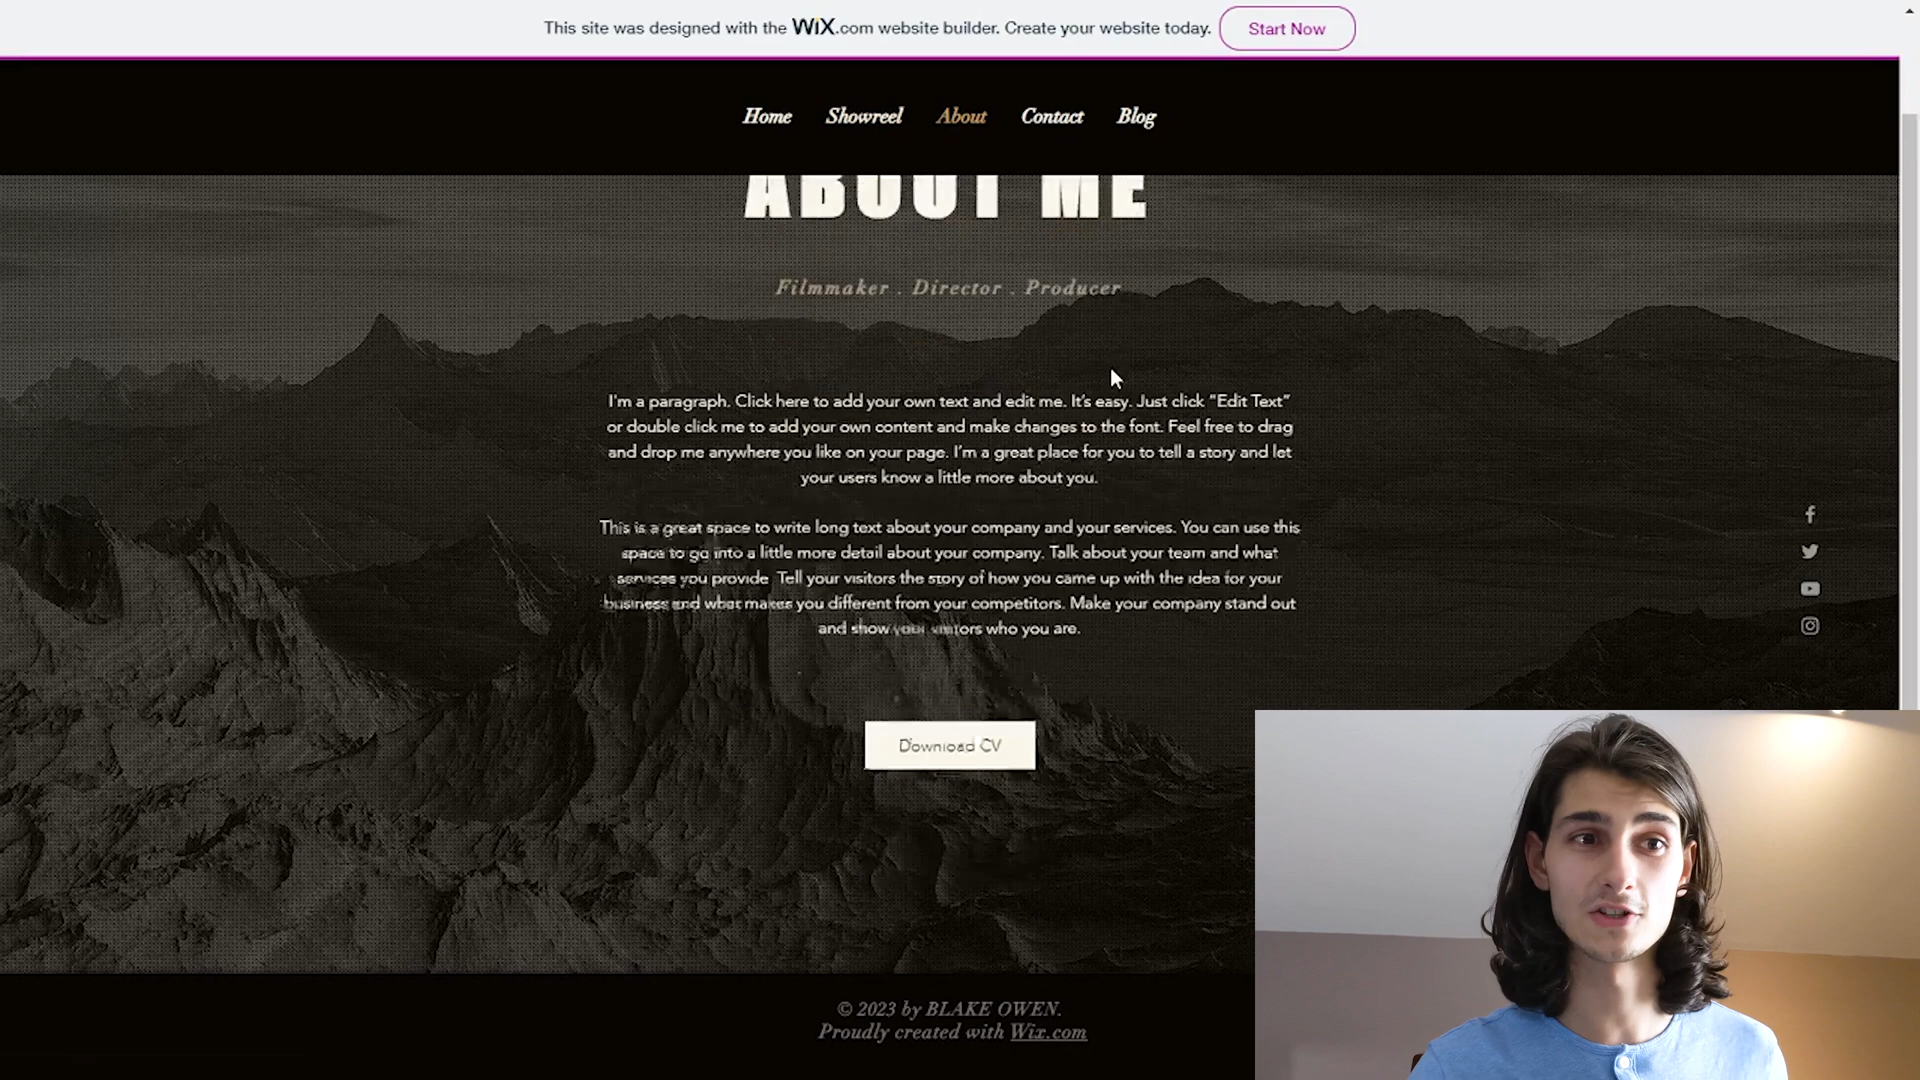 This site was designed with the WiX.com website builder. Create your website today. Start Now
Home Showreel About Contact Blog
ABOUT ME
Filmmaker . Director . Producer
I'm a paragraph. Click here to add your own text and edit me. It's easy. Just click “Edit Text”
or double click me to add your own content and make changes to the font. Feel free to drag
and drop me anywhere you like on your page. I'm a great place for you to tell a story and let
your users know a little more about you.
This is a great space to write long text about your company and your services. You can use this
space to go into a little more detail about your company. Talk about your team and what
services you provide. Tell your visitors the story of how you came up with the idea for your
business and what makes you different from your competitors. Make your company stand out
and show your visitors who you are.
Download CV
© 2023 by BLAKE OWEN.
Proudly created with Wix.com